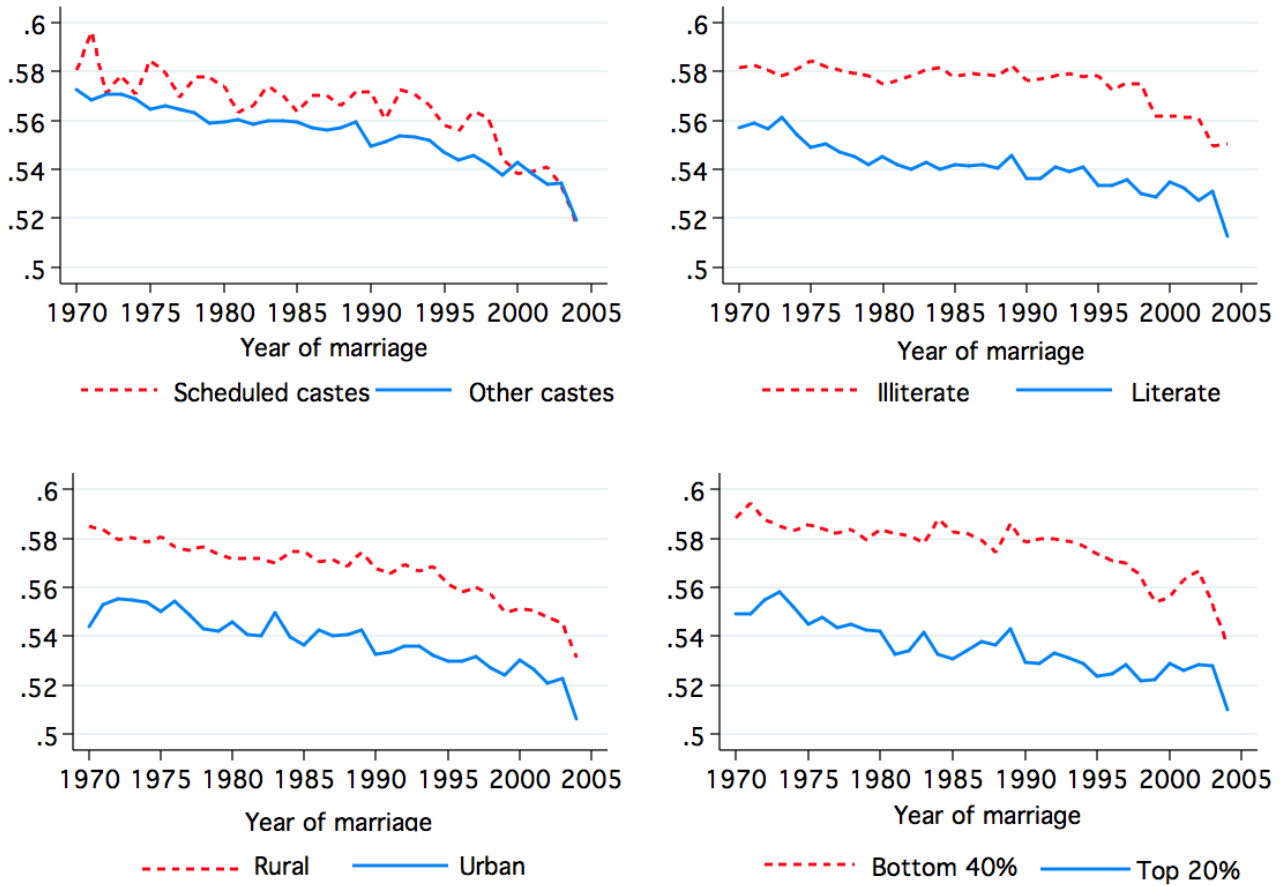 .6
.58
.56
.54
.52
.5
1970 1975 1980 1985 1990 1995 2000 2005
Year of marriage
Scheduled castes Other castes
.6
.58
.56
.54
.52
.5
1970 1975 1980 1985 1990 1995 2000 2005
Year of marriage
Illiterate Literate
.6
.58
.56
.54
.52
.5
1970 1975 1980 1985 1990 1995 2000 2005
Year of marriage
Rural Urban
.6
.58
.56
.54
.52
.5
1970 1975 1980 1985 1990 1995 2000 2005
Year of marriage
Bottom 40% Top 20%